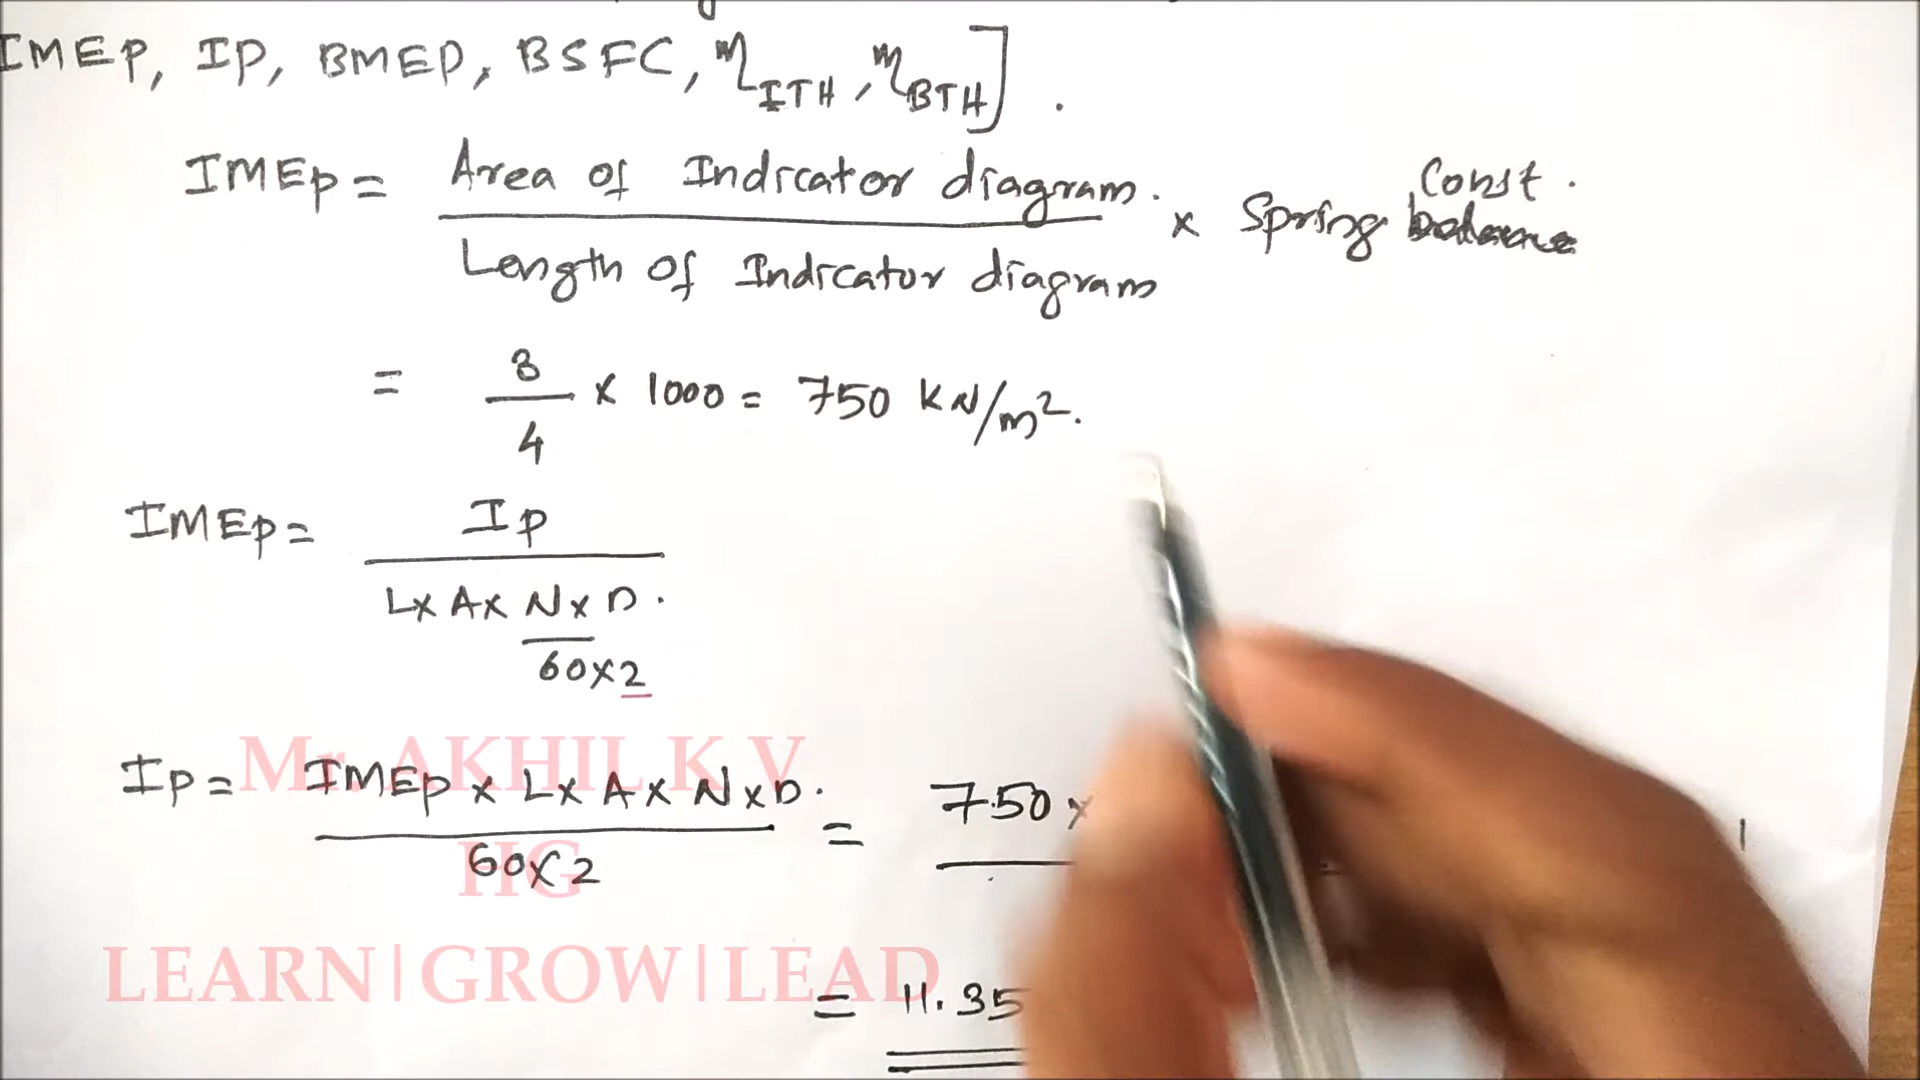 IMEp, IP, BMEP, BSFC, η ITH, η BTH] .
IMEp = Area of Indicator diagram. × Spring Const.
Length of Indicator diagram
= 3 × 1000 = 750 KN/m².
4
IMEp = Ip
L× A× N× n.
60×2
Ip = IMEp × L× A× N×n. = 750 ×
60×2
= 11.35
Mr. AKHIL K V
HG
LEARN|GROW|LEAD